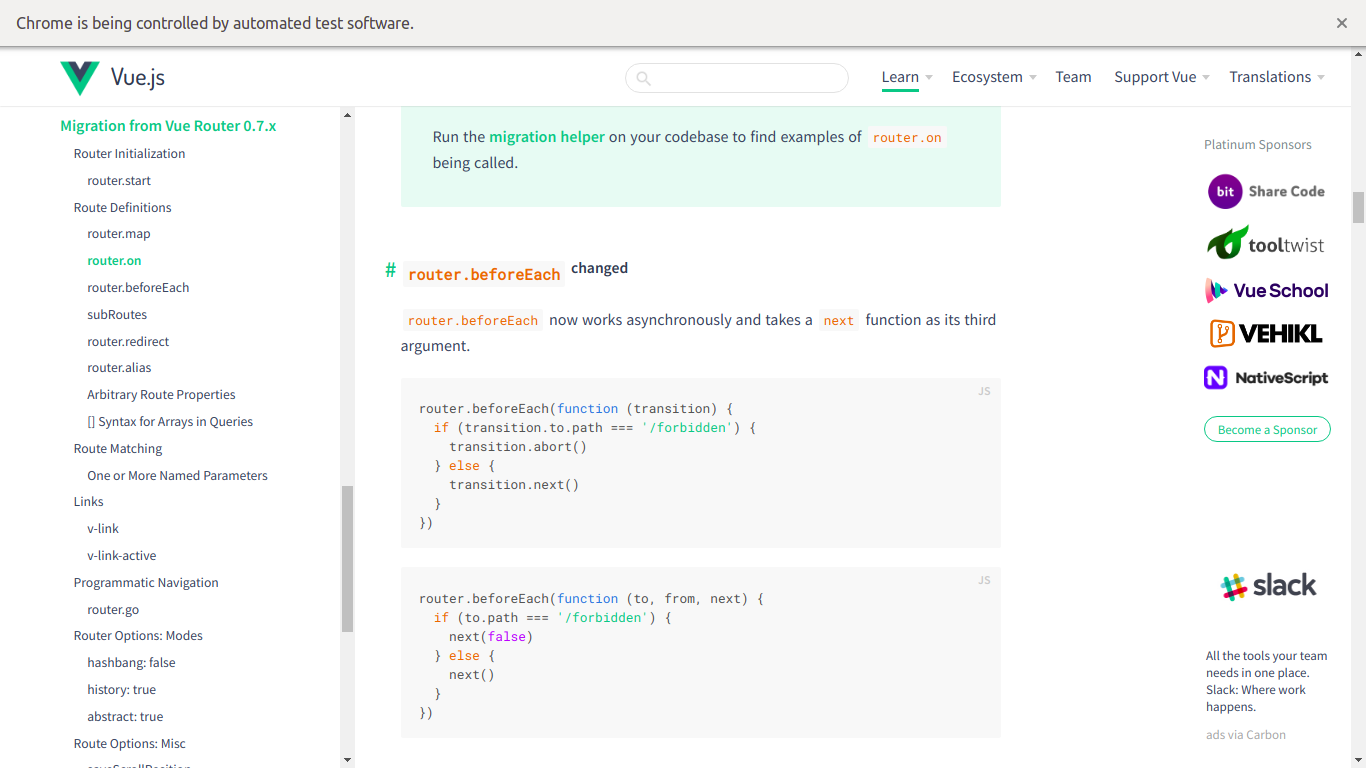 Chrome is being controlled by automated test software.
Vue.js
Learn
Ecosystem
Team
Support Vue
Translations
Migration from Vue Router 0.7.x
Router Initialization
router.start
Route Definitions
router.map
router.on
router.beforeEach
subRoutes
router.redirect
router.alias
Arbitrary Route Properties
[] Syntax for Arrays in Queries
Route Matching
One or More Named Parameters
Links
v-link
v-link-active
Programmatic Navigation
router.go
Router Options: Modes
hashbang: false
history: true
abstract: true
Route Options: Misc
Run the migration helper on your codebase to find examples of router.on
being called.
# router.beforeEach changed
router.beforeEach now works asynchronously and takes a next function as its third
argument.
JS
router.beforeEach(function (transition) {
  if (transition.to.path === '/forbidden') {
    transition.abort()
  } else {
    transition.next()
  }
})
JS
router.beforeEach(function (to, from, next) {
  if (to.path === '/forbidden') {
    next(false)
  } else {
    next()
  }
})
Platinum Sponsors
bit Share Code
tooltwist
Vue School
VEHIKL
NativeScript
Become a Sponsor
slack
All the tools your team
needs in one place.
Slack: Where work
happens.
ads via Carbon